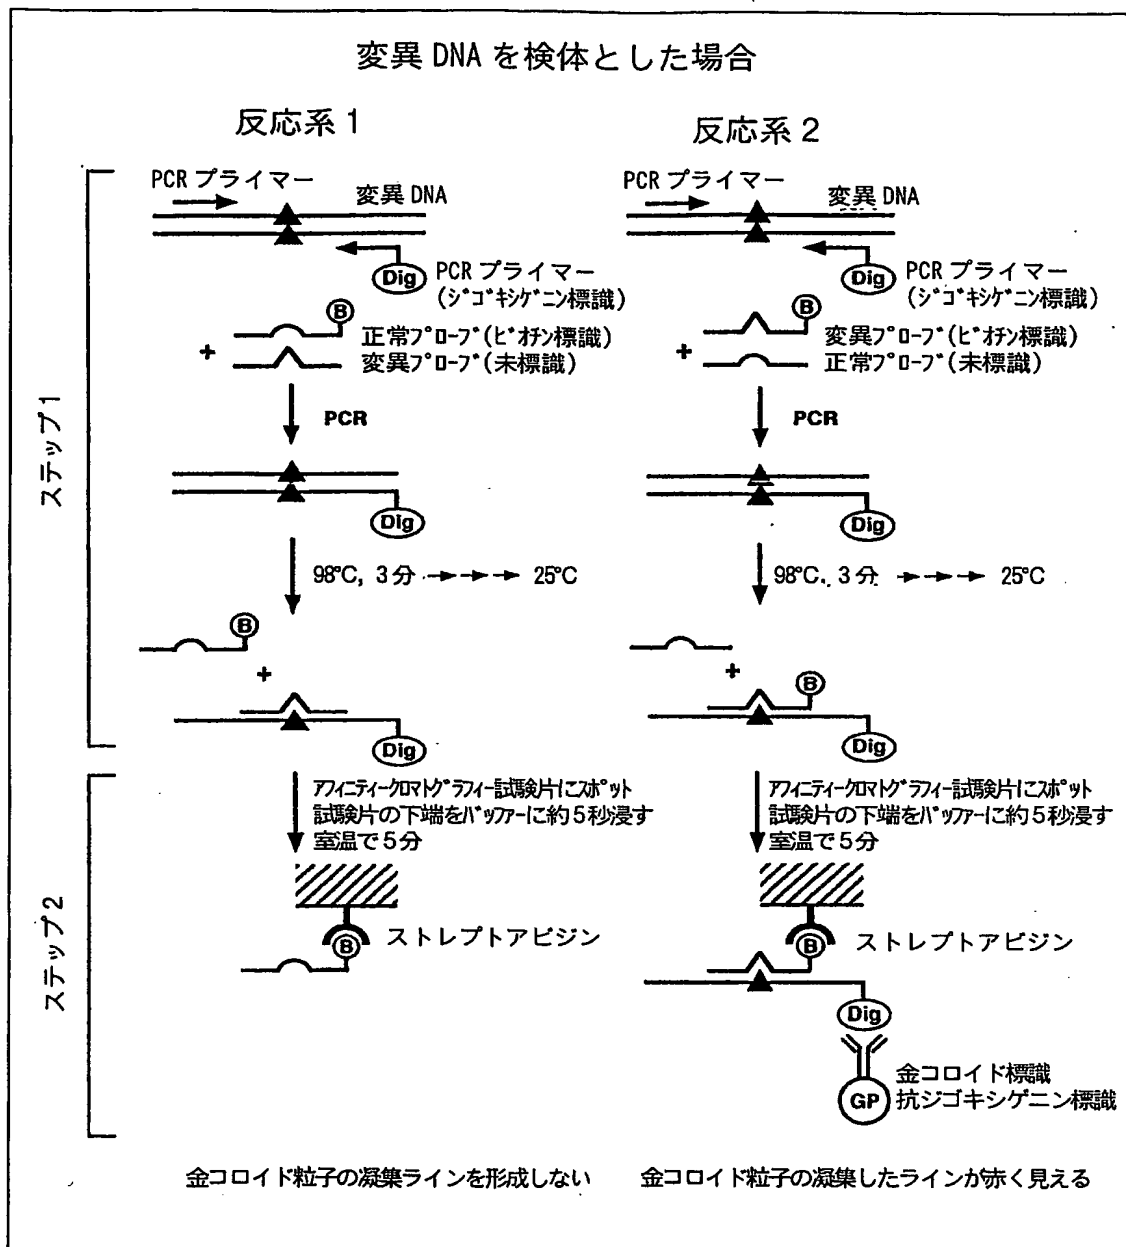 変異 DNA を検体とした場合
反応系 1
PCR プライマー
変異 DNA
Dig
PCR プライマー
(ジゴキシゲニン標識)
B
正常プローブ(ビオチン標識)
+
変異プローブ(未標識)
PCR
Dig
98℃, 3分
25℃
B
+
Dig
アフィニティークロマトグラフィー試験片にスポット
試験片の下端をバッファーに約5秒浸す
室温で5分
B
ストレプトアビジン
金コロイド粒子の凝集ラインを形成しない
反応系 2
PCR プライマー
変異 DNA
Dig
PCR プライマー
(ジゴキシゲニン標識)
B
変異プローブ(ビオチン標識)
+
正常プローブ(未標識)
PCR
Dig
98℃, 3分
25℃
+
B
Dig
アフィニティークロマトグラフィー試験片にスポット
試験片の下端をバッファーに約5秒浸す
室温で5分
B
ストレプトアビジン
Dig
GP
金コロイド標識
抗ジゴキシゲニン標識
金コロイド粒子の凝集したラインが赤く見える
ステップ1
ステップ2